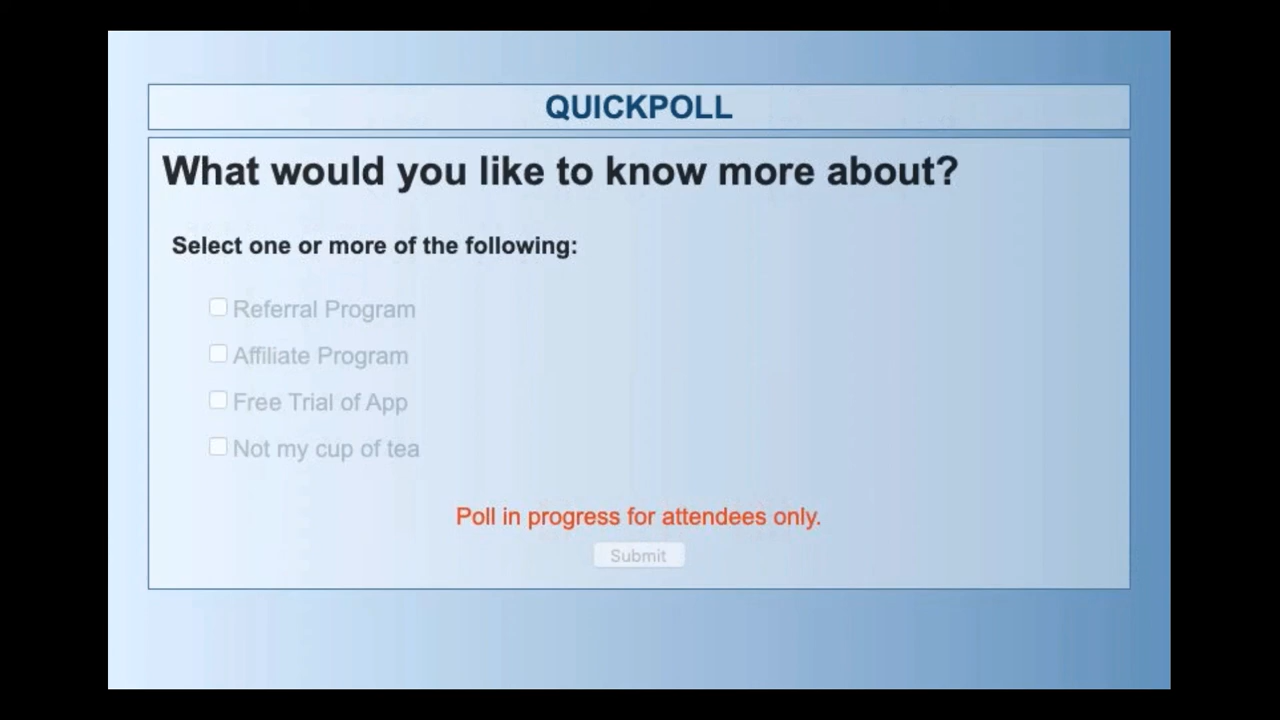 QUICKPOLL
What would you like to know more about?
Select one or more of the following:
Referral Program
Affiliate Program
Free Trial of App
Not my cup of tea
Poll in progress for attendees only.
Submit